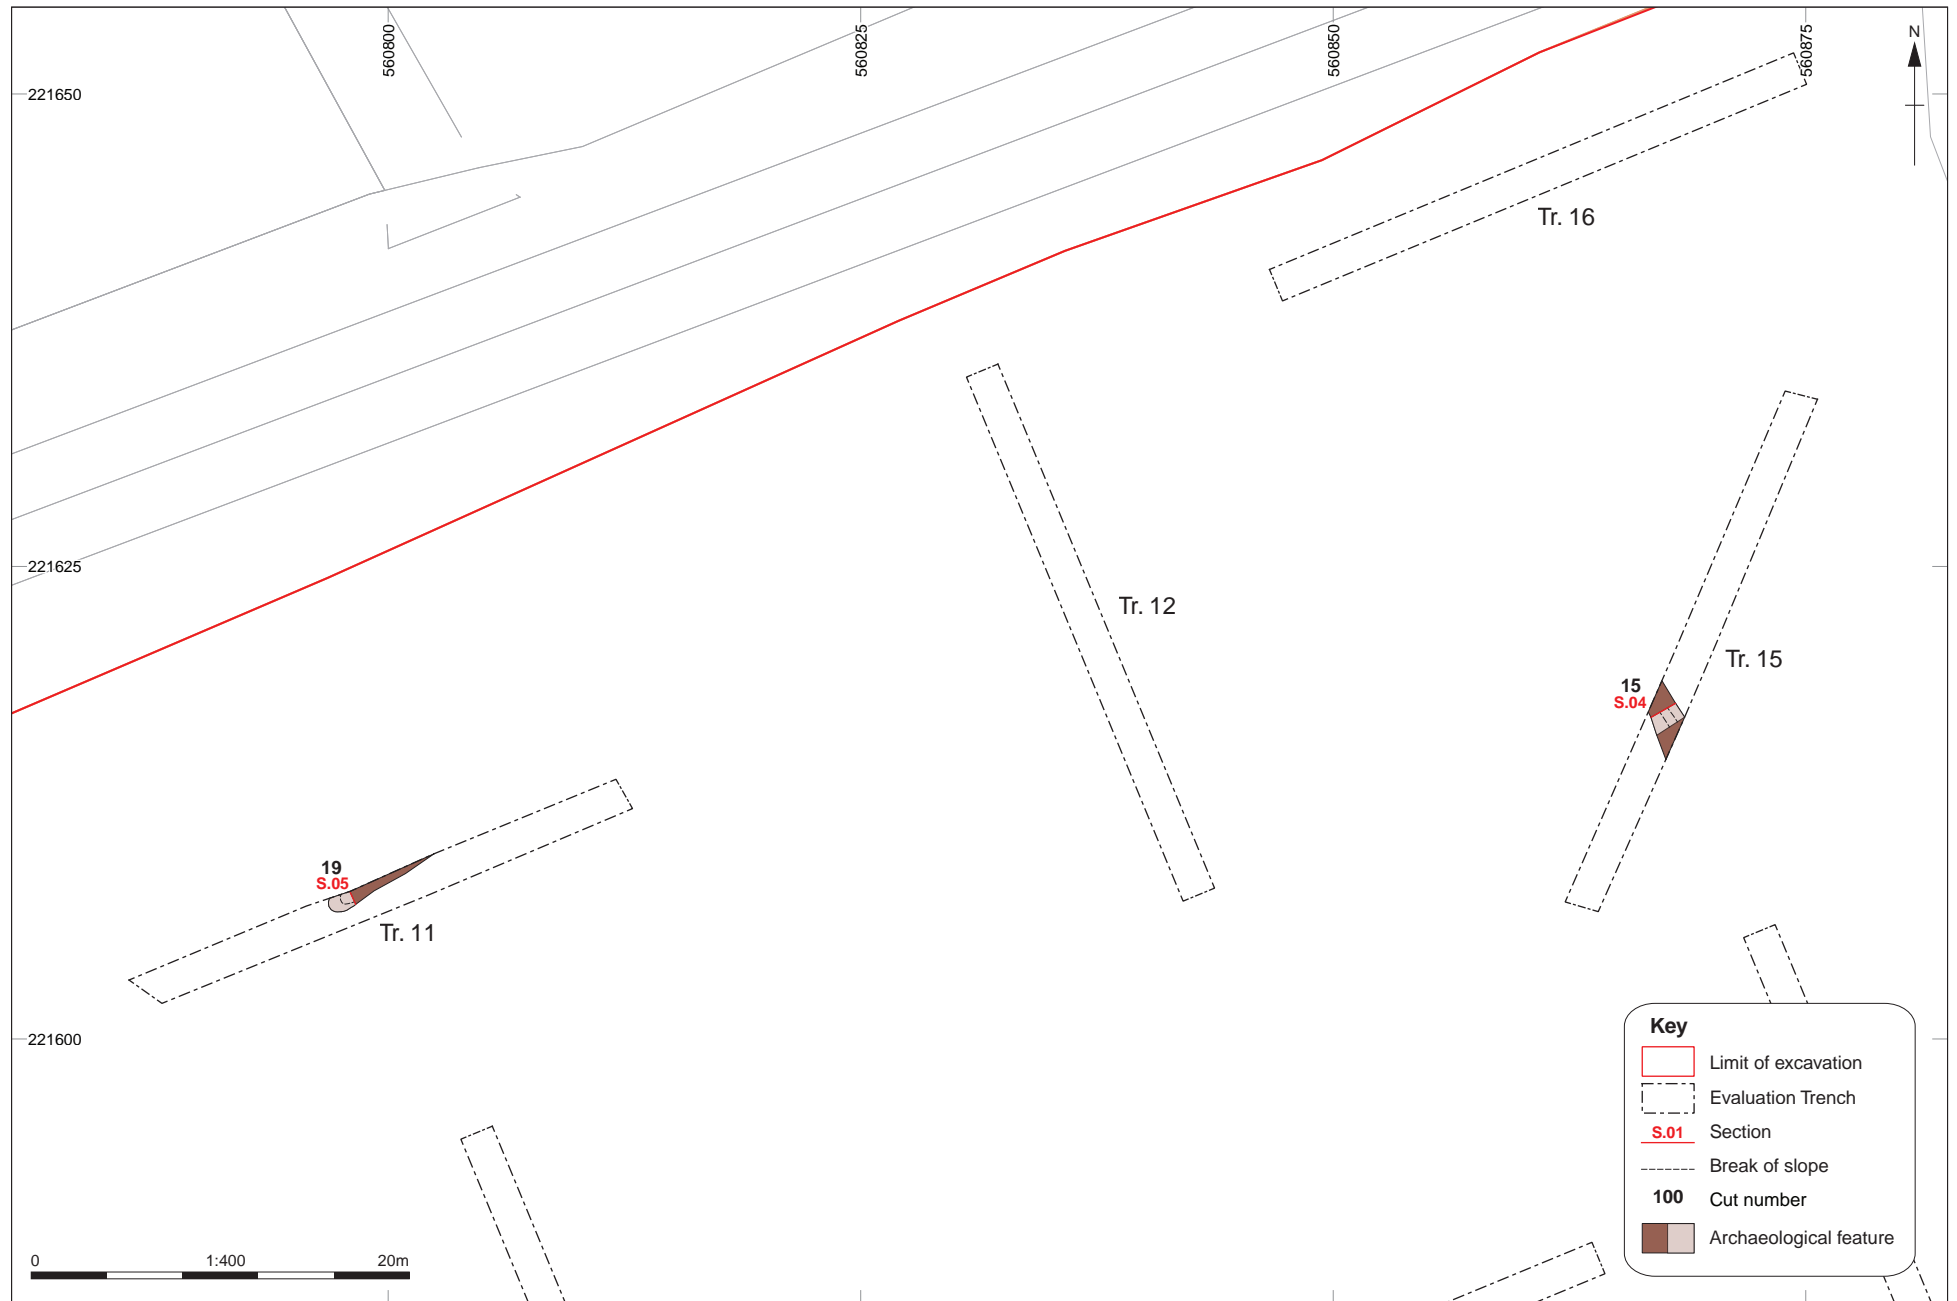 560800
560825
560850
560875
N
221650
Tr. 16
221625
Tr. 12
Tr. 15
15
S.04
19
S.05
Tr. 11
221600
Key
Limit of excavation
Evaluation Trench
S.01 Section
Break of slope
100 Cut number
Archaeological feature
0 1:400 20m